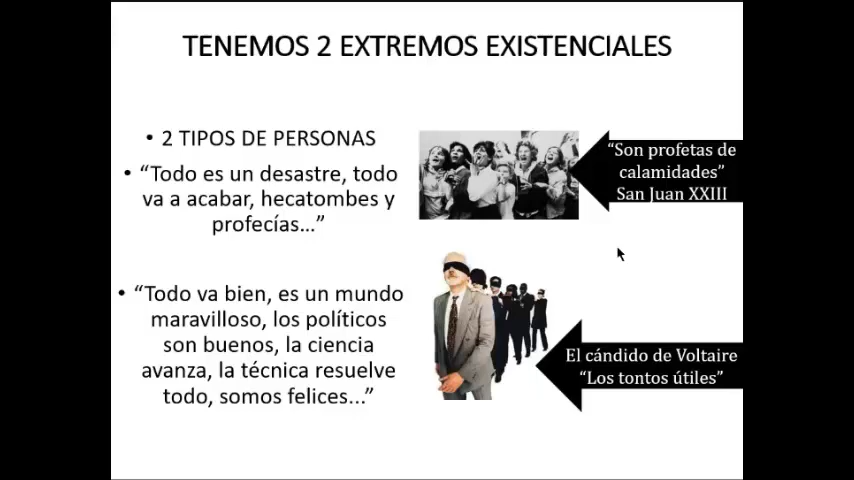 TENEMOS 2 EXTREMOS EXISTENCIALES
• 2 TIPOS DE PERSONAS
• “Todo es un desastre, todo
va a acabar, hecatombes y
profecías...”
“Son profetas de
calamidades”
San Juan XXIII
• “Todo va bien, es un mundo
maravilloso, los políticos
son buenos, la ciencia
avanza, la técnica resuelve
todo, somos felices...”
El cándido de Voltaire
“Los tontos útiles”